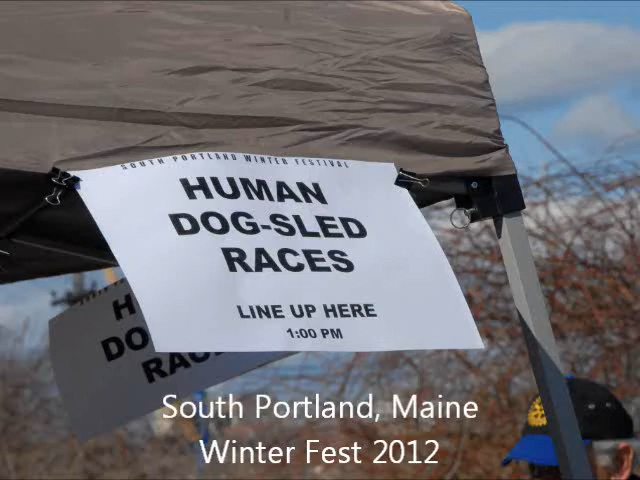 SOUTH PORTLAND WINTER FESTIVAL
HUMAN
DOG-SLED
RACES
LINE UP HERE
1:00 PM
H
DO
RAC
South Portland, Maine
Winter Fest 2012